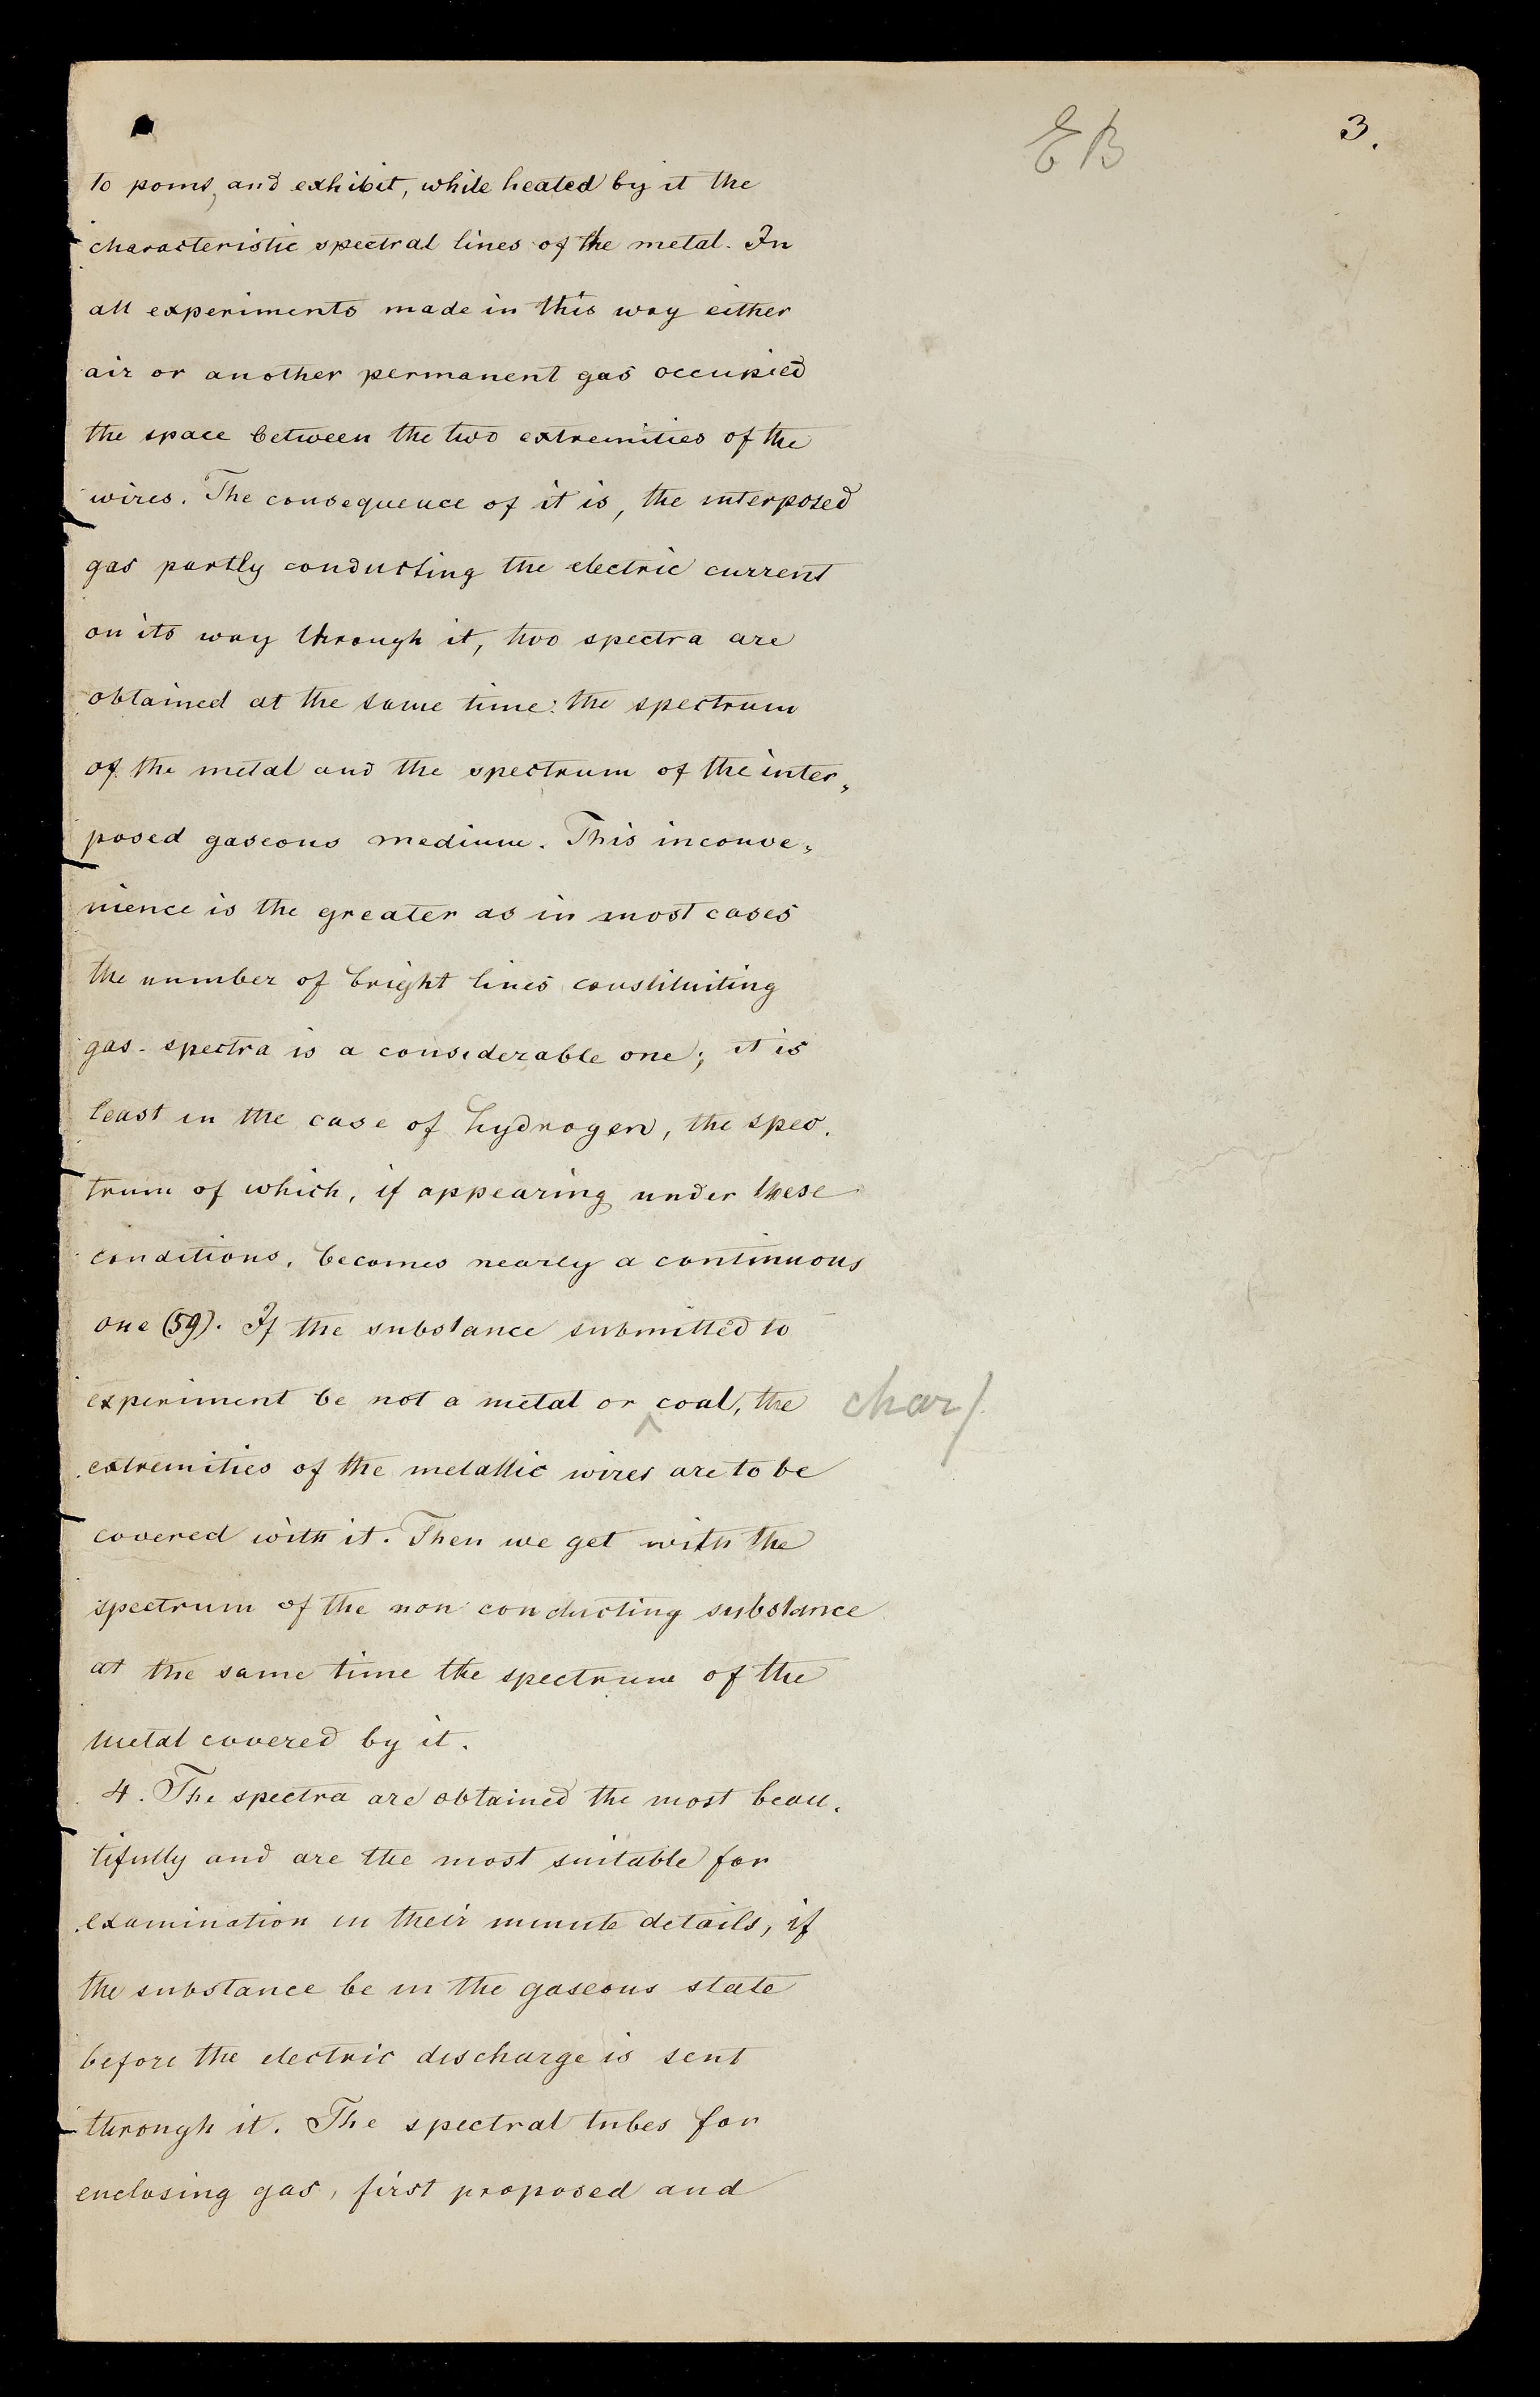 EB
3.
to poms, and exhibit, while heated by it the
characteristic spectral lines of the metal. In
all experiments made in this way either
air or another permanent gas occupied
the space between the two extremities of the
wires. The consequence of it is, the interposed
gas partly conducting the electric current
on its way through it, two spectra are
obtained at the same time: the spectrum
of the metal and the spectrum of the inter„
posed gaseous medium. This inconve„
nience is the greater as in most cases
the number of bright lines constituiting
gas-spectra is a considerable one; it is
least in the case of hydrogen, the spec.
trum of which, if appearing under these
conditions, becomes nearly a continuous
one (59). If the substance submitted to
experiment be not a metal or ^ coal, the char/
extremities of the metallic wires are to be
covered with it. Then we get with the
spectrum of the non conducting substance
at the same time the spectrum of the
metal covered by it.
4. The spectra are obtained the most beau.
tifully and are the most suitable for
examination in their minute details, if
the substance be in the gaseous state
before the electric discharge is sent
through it. The spectral tubes for
enclosing gas, first proposed and